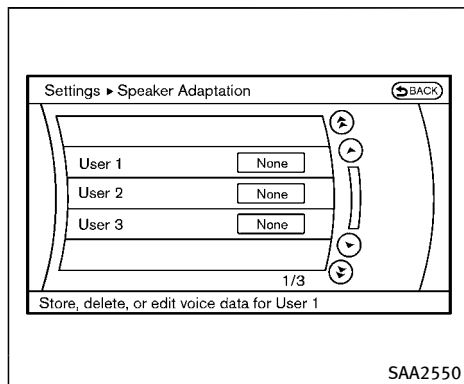 Settings ▸ Speaker Adaptation
BACK
User 1 None
User 2 None
User 3 None
1/3
Store, delete, or edit voice data for User 1
SAA2550